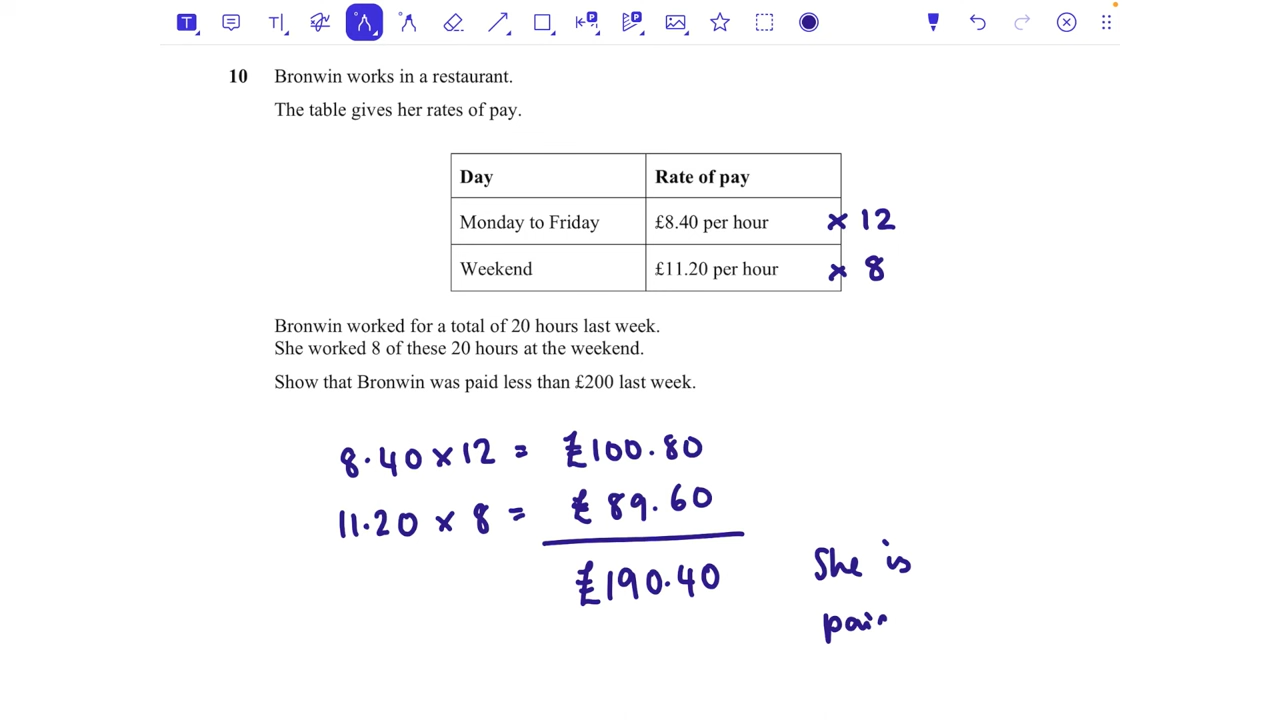 10 Bronwin works in a restaurant.
The table gives her rates of pay.
Day Rate of pay
Monday to Friday £8.40 per hour × 12
Weekend £11.20 per hour × 8
Bronwin worked for a total of 20 hours last week.
She worked 8 of these 20 hours at the weekend.
Show that Bronwin was paid less than £200 last week.
8.40 × 12 = £100.80
11.20 × 8 = £89.60
£190.40
She is